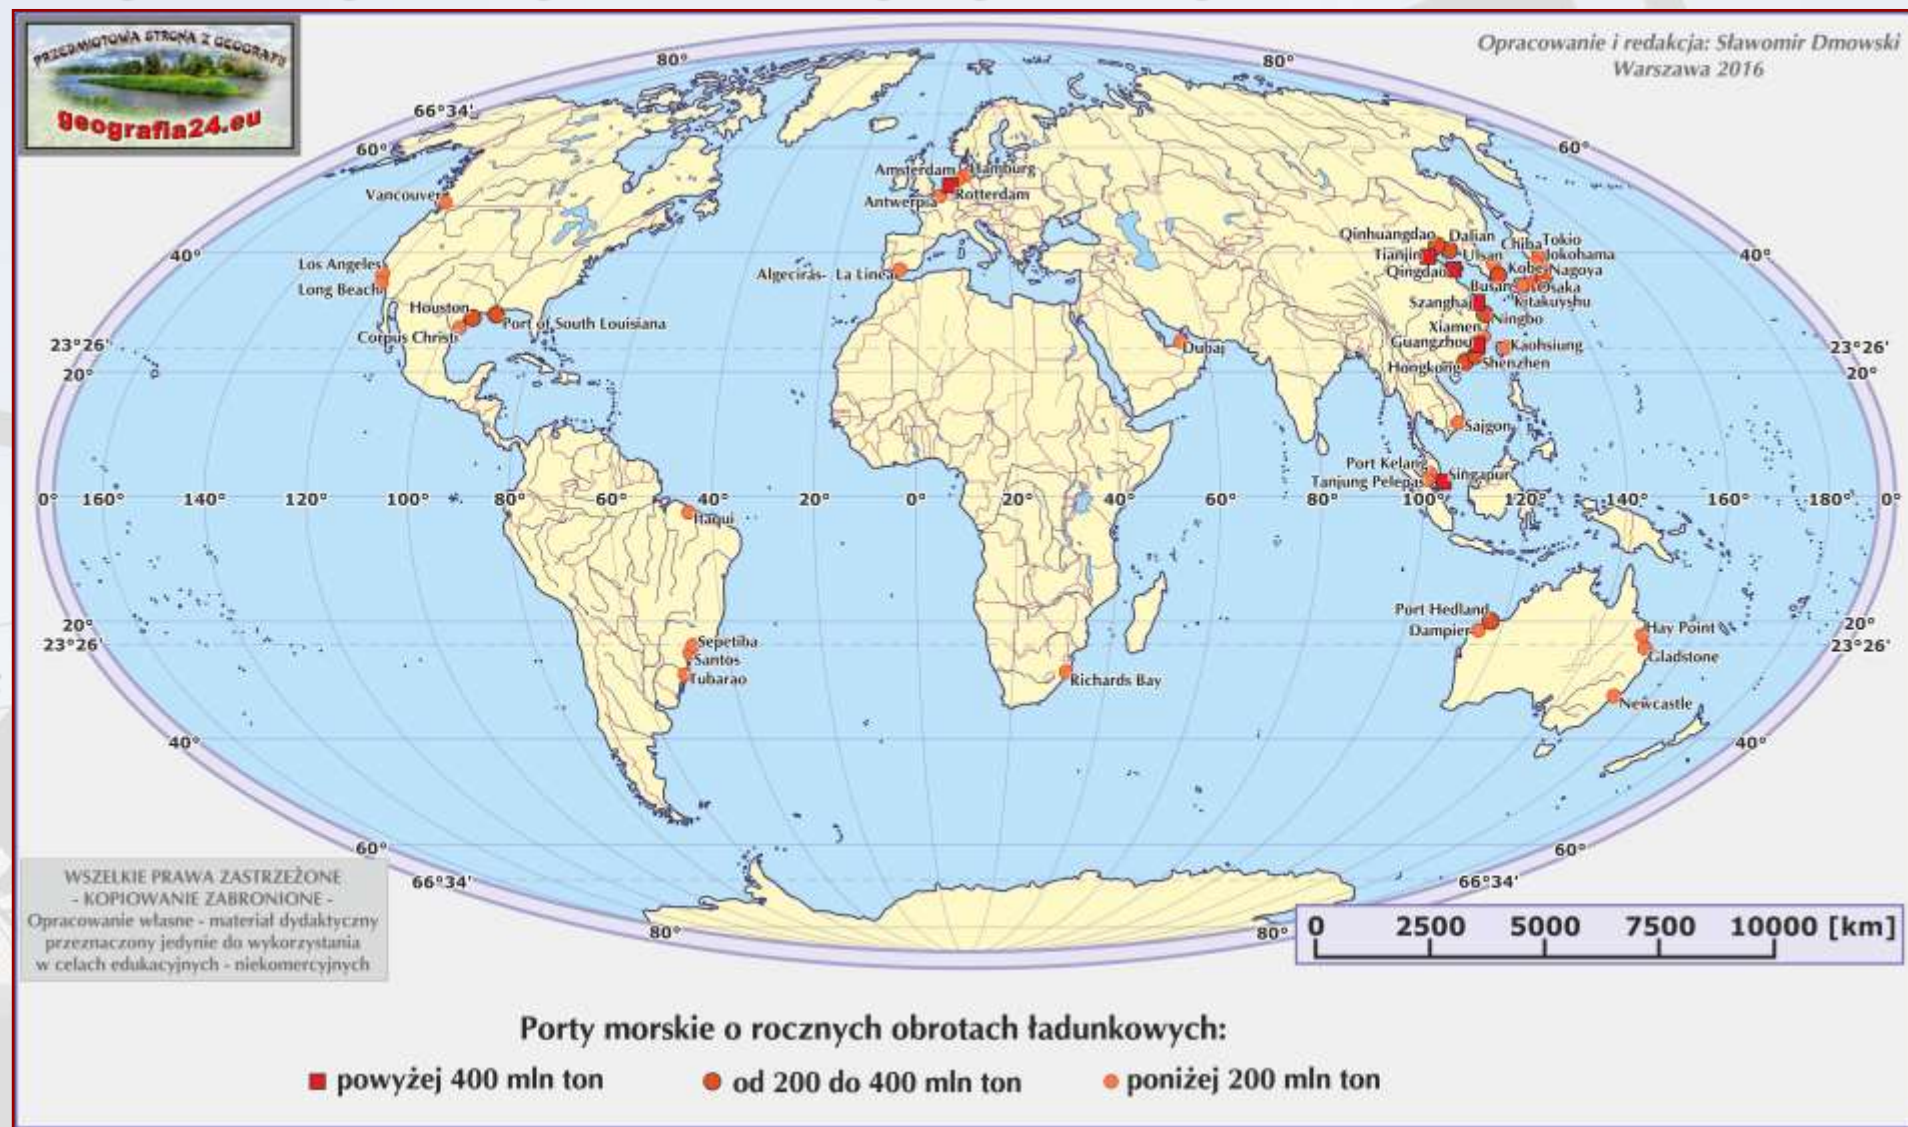 PRZEDMIOTOWA STRONA Z GEOGRAFII
geografia24.eu
Opracowanie i redakcja: Sławomir Dmowski
Warszawa 2016
80° 80°
66°34'
60° 60°
Amsterdam Hamburg
Rotterdam
Antwerpia
Vancouver
40° 40°
Qinhuangdao Dalian Chiba Tokio
Tianjin Ulsan Jokohama
Qingdao Kobe Nagoya
Busan Osaka
Los Angeles
Long Beach
Algeciras- La Linea
Szanghaj Kitakuyshu
Houston
Port of South Louisiana
Corpus Christi
Ningbo
Xiamen
23°26' 23°26'
Guangzhou Kaohsiung
Dubaj
Hongkong Shenzhen
20° 20°
Sajgon
Port Kelang
Tanjung Pelepas Singapur
0° 160° 140° 120° 100° 80° 60° 40° 20° 0° 20° 40° 60° 80° 100° 120° 140° 160° 180° 0°
Itaqui
Port Hedland
Dampier
Hay Point
20° 20°
23°26' 23°26'
Sepetiba
Santos
Tubarao
Gladstone
Richards Bay
Newcastle
40° 40°
60° 60°
66°34' 66°34'
80° 80°
WSZELKIE PRAWA ZASTRZEŻONE
- KOPIOWANIE ZABRONIONE -
Opracowanie własne - materiał dydaktyczny
przeznaczony jedynie do wykorzystania
w celach edukacyjnych - niekomercyjnych
0 2500 5000 7500 10000 [km]
Porty morskie o rocznych obrotach ładunkowych:
powyżej 400 mln ton
od 200 do 400 mln ton
poniżej 200 mln ton